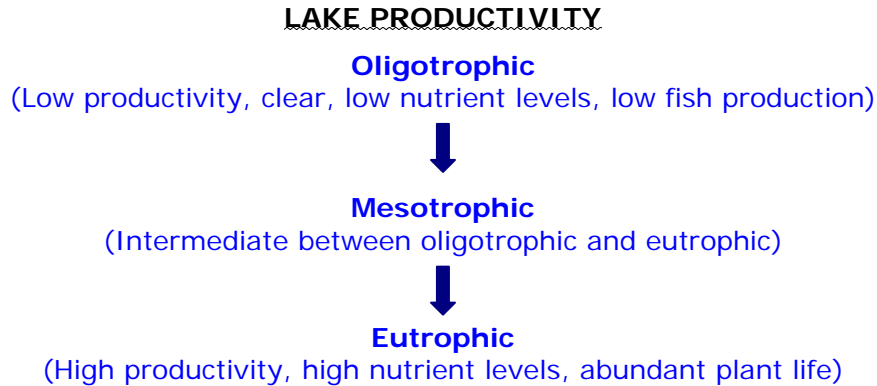 LAKE PRODUCTIVITY
Oligotrophic
(Low productivity, clear, low nutrient levels, low fish production)
Mesotrophic
(Intermediate between oligotrophic and eutrophic)
Eutrophic
(High productivity, high nutrient levels, abundant plant life)